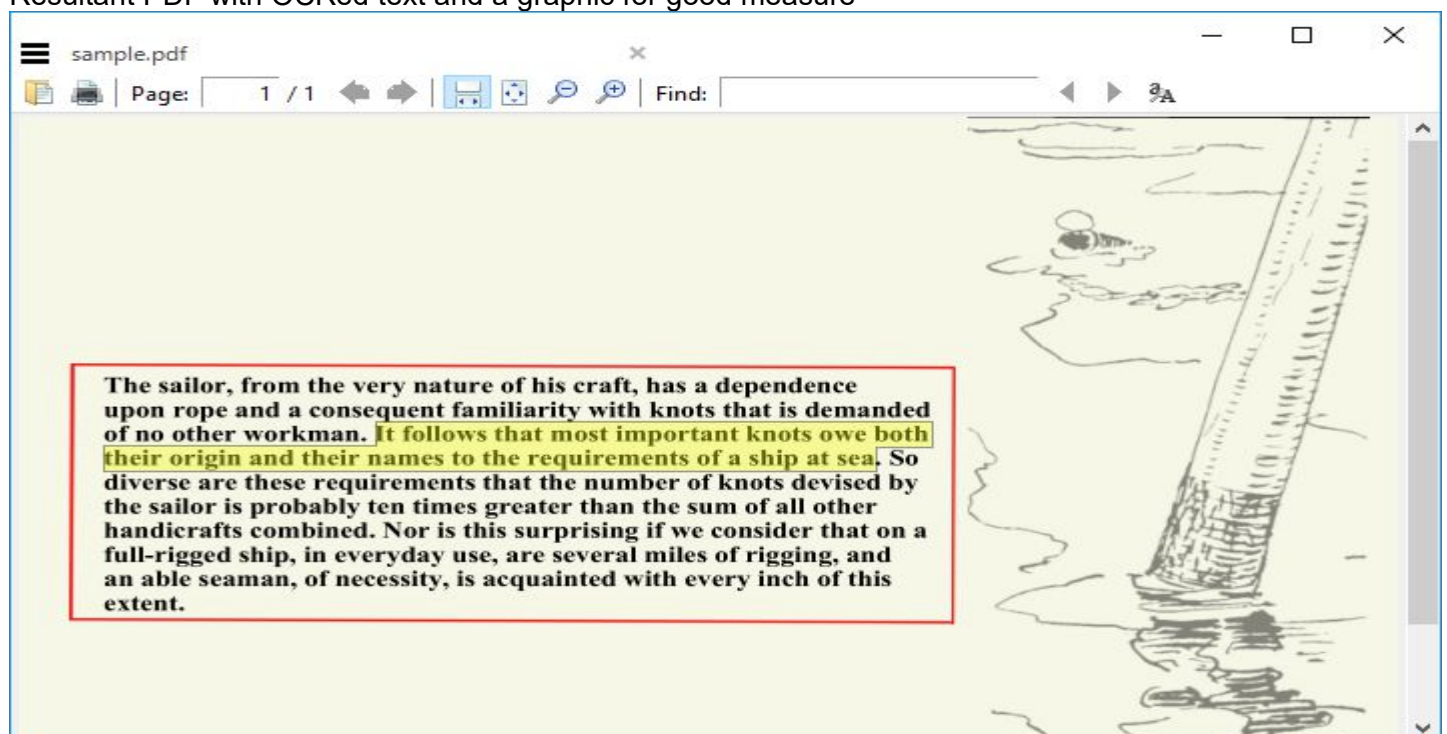 Resultant PDF with OCRed text and a graphic for good measure
sample.pdf
Page: 1 / 1 Find:
The sailor, from the very nature of his craft, has a dependence
upon rope and a consequent familiarity with knots that is demanded
of no other workman. It follows that most important knots owe both
their origin and their names to the requirements of a ship at sea. So
diverse are these requirements that the number of knots devised by
the sailor is probably ten times greater than the sum of all other
handicrafts combined. Nor is this surprising if we consider that on a
full-rigged ship, in everyday use, are several miles of rigging, and
an able seaman, of necessity, is acquainted with every inch of this
extent.